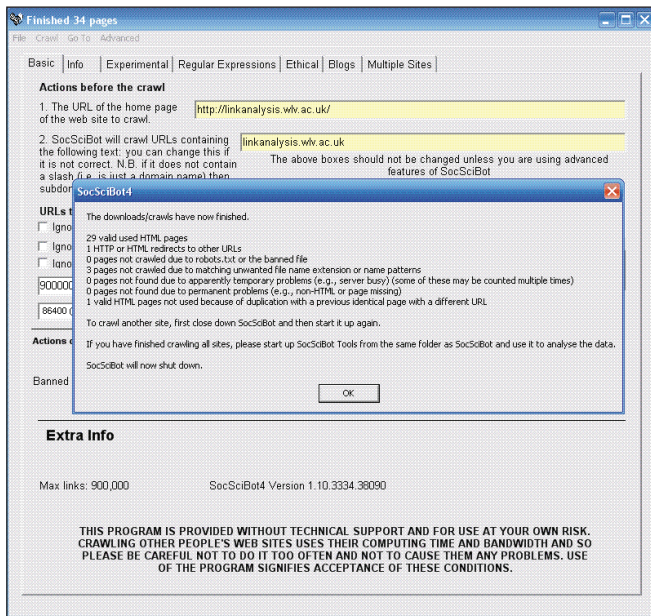 Finished 34 pages
File Crawl Go To Advanced
Basic Info Experimental Regular Expressions Ethical Blogs Multiple Sites
Actions before the crawl
1. The URL of the home page
of the web site to crawl.
http://linkanalysis.wlv.ac.uk/
2. SocSciBot will crawl URLs containing
the following text: you can change this if
it is not correct. N.B. if it does not contain
a slash (i.e. is just a domain name) then
subdo
linkanalysis.wlv.ac.uk
The above boxes should not be changed unless you are using advanced
features of SocSciBot
URLs t
Igno
Igno
Igno
900000
86400 (
Actions
Banned
SocSciBot4
The downloads/crawls have now finished.
29 valid used HTML pages
1 HTTP or HTML redirects to other URLs
0 pages not crawled due to robots.txt or the banned file
3 pages not crawled due to matching unwanted file name extension or name patterns
0 pages not found due to apparently temporary problems (e.g., server busy) (some of these may be counted multiple times)
0 pages not found due to permanent problems (e.g., non-HTML or page missing)
1 valid HTML pages not used because of duplication with a previous identical page with a different URL
To crawl another site, first close down SocSciBot and then start it up again.
If you have finished crawling all sites, please start up SocSciBot Tools from the same folder as SocSciBot and use it to analyse the data.
SocSciBot will now shut down.
OK
Extra Info
Max links: 900,000 SocSciBot4 Version 1.10.3334.38090
THIS PROGRAM IS PROVIDED WITHOUT TECHNICAL SUPPORT AND FOR USE AT YOUR OWN RISK.
CRAWLING OTHER PEOPLE'S WEB SITES USES THEIR COMPUTING TIME AND BANDWIDTH AND SO
PLEASE BE CAREFUL NOT TO DO IT TOO OFTEN AND NOT TO CAUSE THEM ANY PROBLEMS. USE
OF THE PROGRAM SIGNIFIES ACCEPTANCE OF THESE CONDITIONS.